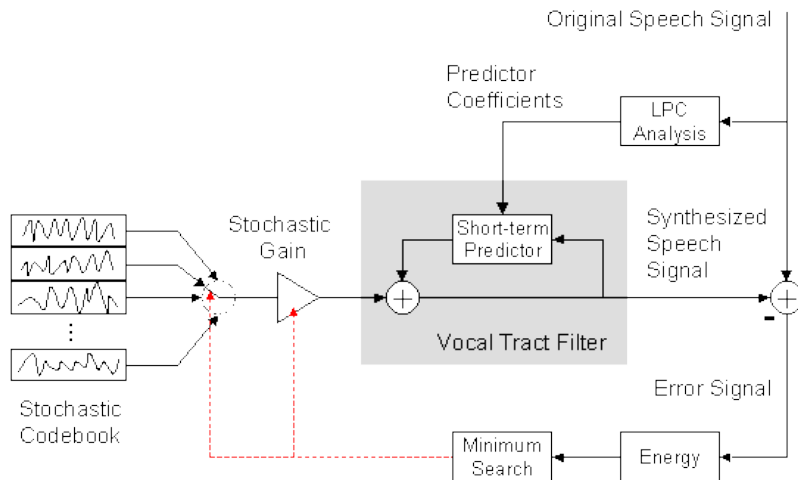 Original Speech Signal
Predictor
Coefficients
LPC
Analysis
Stochastic
Gain
Short-term
Predictor
Synthesized
Speech
Signal
+
+
-
Vocal Tract Filter
Stochastic
Codebook
Error Signal
Minimum
Search
Energy